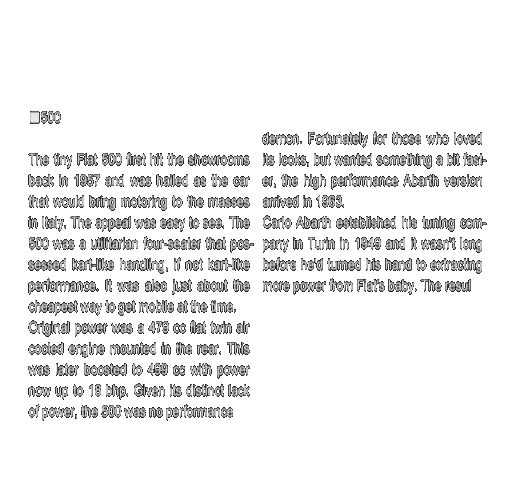 500
The tiny Fiat 500 first hit the showrooms
back in 1957 and was hailed as the car
that would bring motoring to the masses
in Italy. The appeal was easy to see. The
500 was a utilitarian four-seater that pos-
sessed kart-like handling, if not kart-like
performance. It was also just about the
cheapest way to get mobile at the time.
Original power was a 479 cc flat twin air
cooled engine mounted in the rear. This
was later boosted to 499 cc with power
now up to 18 bhp. Given its distinct lack
of power, the 500 was no performance
demon. Fortunately for those who loved
its looks, but wanted something a bit fast-
er, the high performance Abarth version
arrived in 1963.
Carlo Abarth established his tuning com-
pany in Turin in 1949 and it wasn't long
before he'd turned his hand to extracting
more power from Fiat's baby. The resul